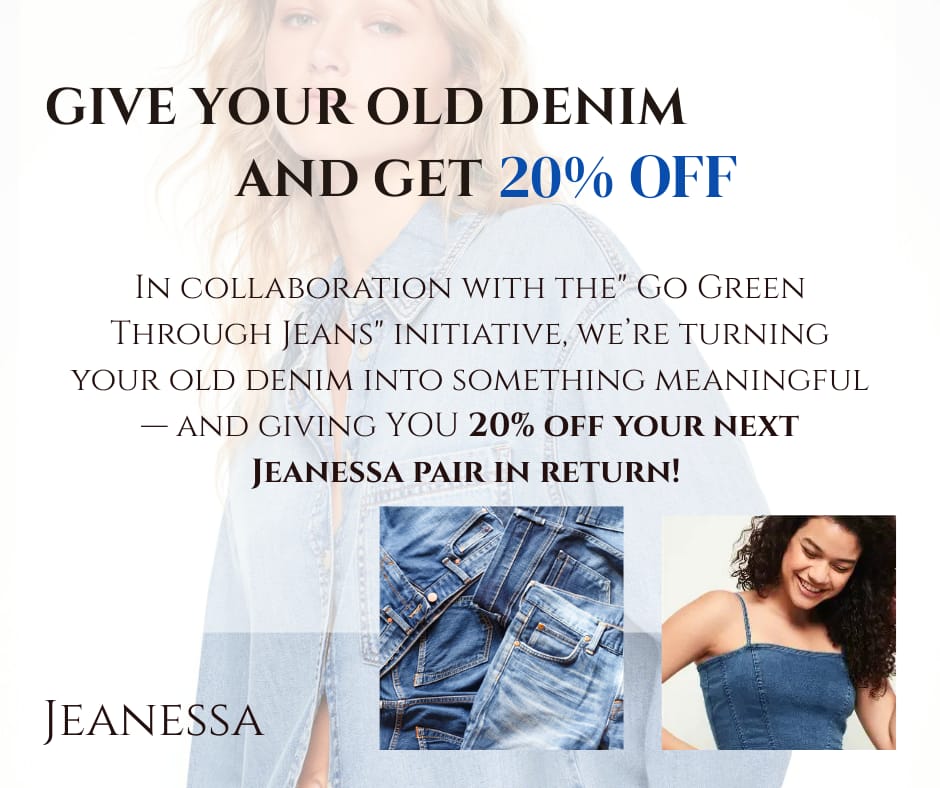 GIVE YOUR OLD DENIM
AND GET 20% OFF
In collaboration with the" Go Green
Through Jeans" initiative, we’re turning
your old denim into something meaningful
— and giving YOU 20% off your next
Jeanessa pair in return!
Jeanessa